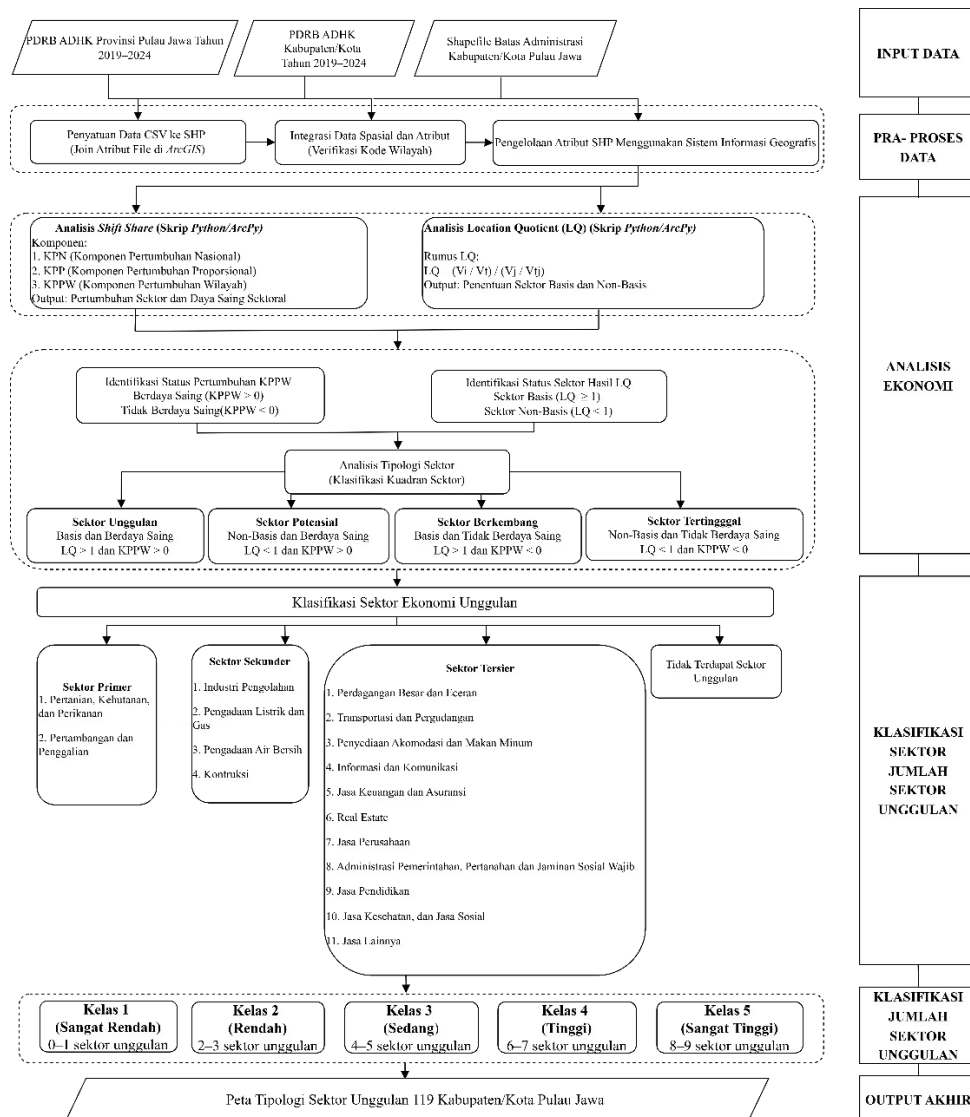 PDRB ADHK Provinsi Pulau Jawa Tahun
2019–2024
PDRB ADHK
Kabupaten/Kota
Tahun 2019–2024
Shapefile Batas Administrasi
Kabupaten/Kota Pulau Jawa
INPUT DATA
Penyatuan Data CSV ke SHP
(Join Atribut File di ArcGIS)
Integrasi Data Spasial dan Atribut
(Verifikasi Kode Wilayah)
Pengelolaan Atribut SHP Menggunakan Sistem Informasi Geografis
PRA- PROSES
DATA
Analisis Shift Share (Skrip Python/ArcPy)
Komponen:
1. KPN (Komponen Pertumbuhan Nasional)
2. KPP (Komponen Pertumbuhan Proporsional)
3. KPPW (Komponen Pertumbuhan Wilayah)
Output: Pertumbuhan Sektor dan Daya Saing Sektoral
Analisis Location Quotient (LQ) (Skrip Python/ArcPy)
Rumus LQ:
LQ (Vi / Vt) / (Vj / Vtj)
Output: Penentuan Sektor Basis dan Non-Basis
Identifikasi Status Pertumbuhan KPPW
Berdaya Saing (KPPW > 0)
Tidak Berdaya Saing(KPPW < 0)
Identifikasi Status Sektor Hasil LQ
Sektor Basis (LQ ≥ 1)
Sektor Non-Basis (LQ < 1)
Analisis Tipologi Sektor
(Klasifikasi Kuadran Sektor)
Sektor Unggulan
Basis dan Berdaya Saing
LQ > 1 dan KPPW > 0
Sektor Potensial
Non-Basis dan Berdaya Saing
LQ < 1 dan KPPW > 0
Sektor Berkembang
Basis dan Tidak Berdaya Saing
LQ > 1 dan KPPW < 0
Sektor Tertingggal
Non-Basis dan Tidak Berdaya Saing
LQ < 1 dan KPPW < 0
ANALISIS
EKONOMI
Klasifikasi Sektor Ekonomi Unggulan
Sektor Primer
1. Pertanian, Kehutanan,
dan Perikanan
2. Pertambangan dan
Penggalian
Sektor Sekunder
1. Industri Pengolahan
2. Pengadaan Listrik dan
Gas
3. Pengadaan Air Bersih
4. Kontruksi
Sektor Tersier
1. Perdagangan Besar dan Eceran
2. Transportasi dan Pergudangan
3. Penyediaan Akomodasi dan Makan Minum
4. Informasi dan Komunikasi
5. Jasa Keuangan dan Asuransi
6. Real Estate
7. Jasa Perusahaan
8. Administrasi Pemerintahan, Pertanahan dan Jaminan Sosial Wajib
9. Jasa Pendidikan
10. Jasa Kesehatan, dan Jasa Sosial
11. Jasa Lainnya
Tidak Terdapat Sektor
Unggulan
KLASIFIKASI
SEKTOR
JUMLAH
SEKTOR
UNGGULAN
Kelas 1
(Sangat Rendah)
0–1 sektor unggulan
Kelas 2
(Rendah)
2–3 sektor unggulan
Kelas 3
(Sedang)
4–5 sektor unggulan
Kelas 4
(Tinggi)
6–7 sektor unggulan
Kelas 5
(Sangat Tinggi)
8–9 sektor unggulan
KLASIFIKASI
JUMLAH
SEKTOR
UNGGULAN
Peta Tipologi Sektor Unggulan 119 Kabupaten/Kota Pulau Jawa
OUTPUT AKHIR